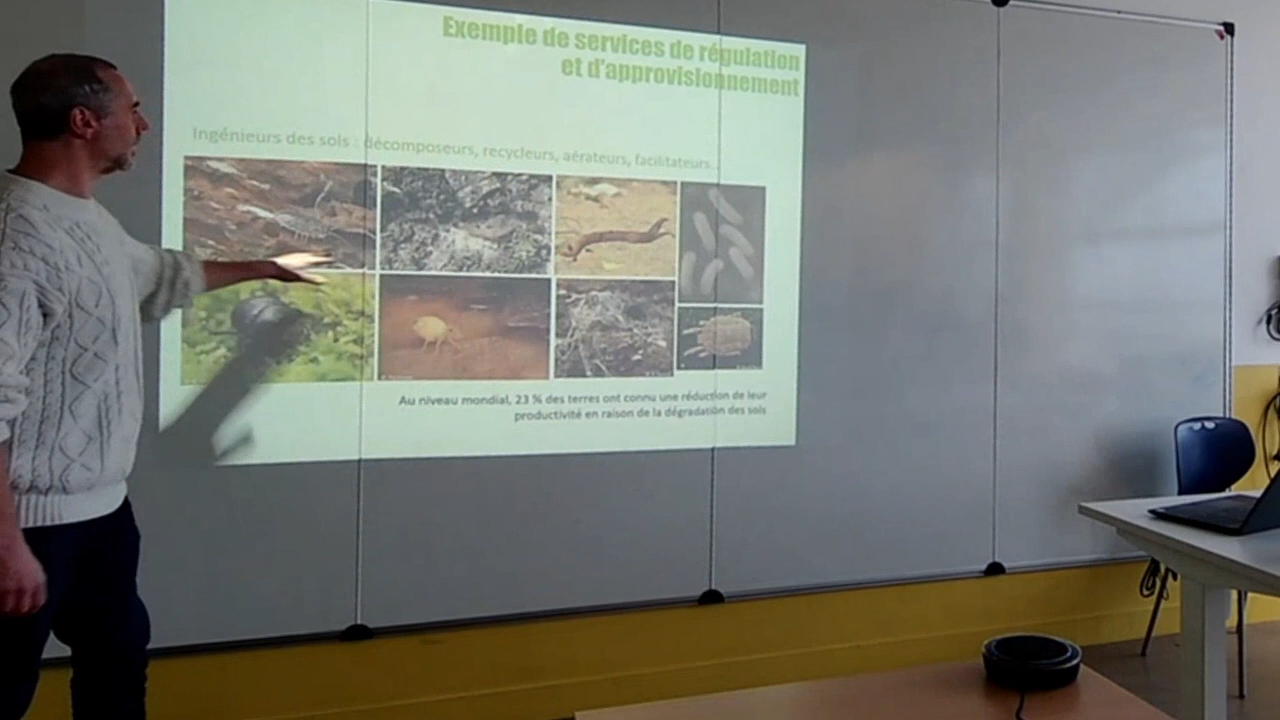 Exemple de services de régulation
et d'approvisionnement
Ingénieurs des sols : décomposeurs, recycleurs, aérateurs, facilitateurs...
Au niveau mondial, 23 % des terres ont connu une réduction de leur
productivité en raison de la dégradation des sols